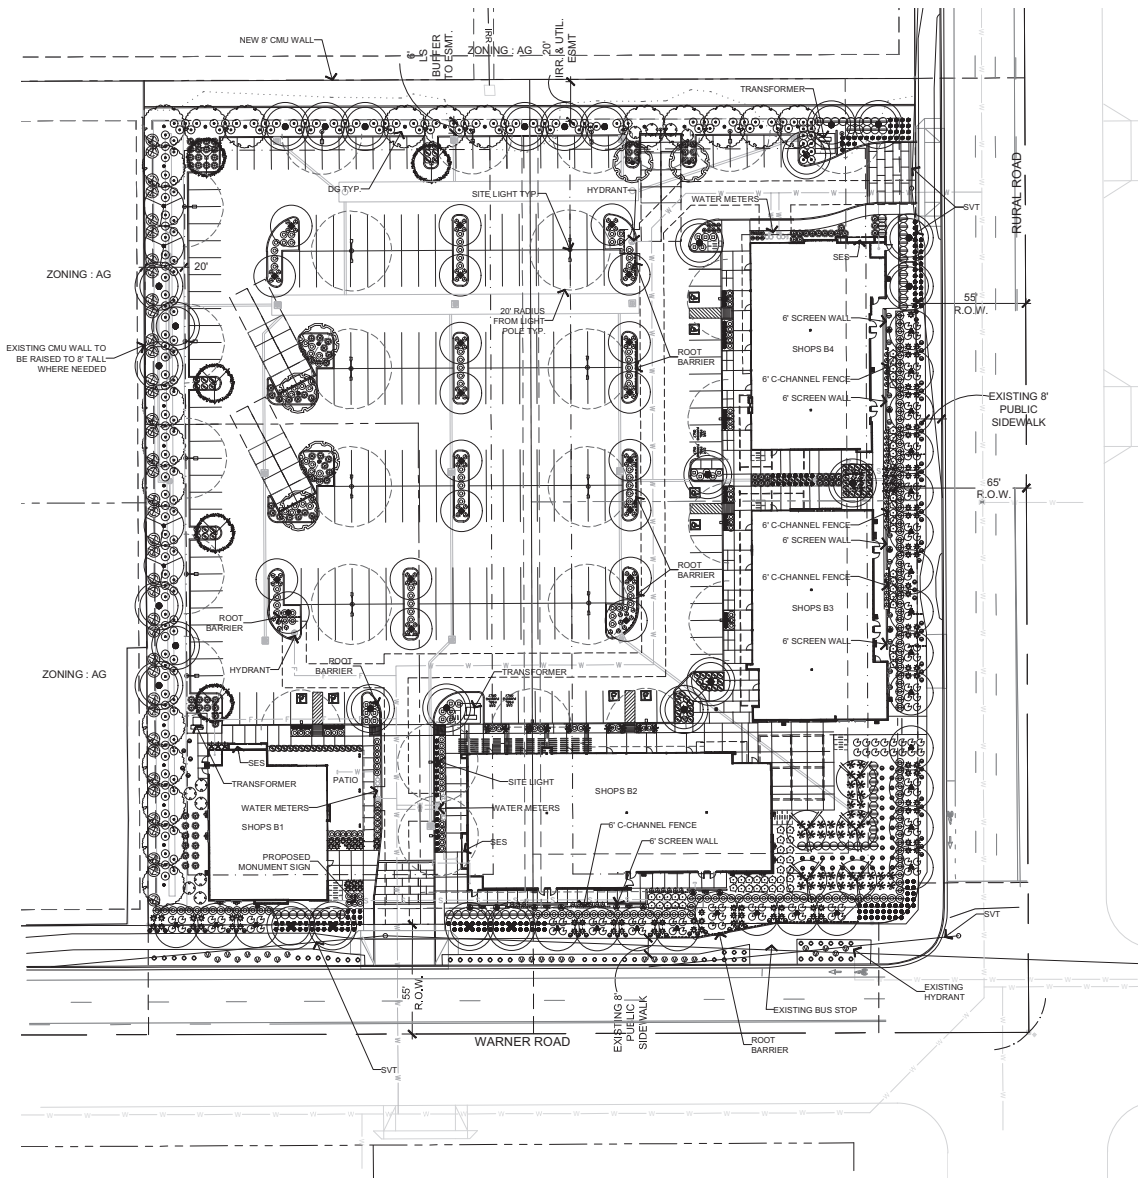 NEW 8' CMU WALL
6'
LS
BUFFER
TO ESMT.
IRR.
ZONING : AG
20'
IRR. & UTIL.
ESMT
TRANSFORMER
DG TYP.
SITE LIGHT TYP.
HYDRANT
WATER METERS
SVT
RURAL ROAD
SES
ZONING : AG
20'
55'
R.O.W.
20' RADIUS
FROM LIGHT
POLE TYP.
6' SCREEN WALL
SHOPS B4
EXISTING CMU WALL TO
BE RAISED TO 8' TALL
WHERE NEEDED
ROOT
BARRIER
6' C-CHANNEL FENCE
6' SCREEN WALL
EXISTING 8'
PUBLIC
SIDEWALK
65'
R.O.W.
6' C-CHANNEL FENCE
6' SCREEN WALL
ROOT
BARRIER
6' C-CHANNEL FENCE
SHOPS B3
ROOT
BARRIER
6' SCREEN WALL
HYDRANT
ROOT
BARRIER
TRANSFORMER
ZONING : AG
SES
TRANSFORMER
PATIO
SITE LIGHT
SHOPS B2
WATER METERS
WATER METERS
SHOPS B1
6' C-CHANNEL FENCE
6' SCREEN WALL
SES
PROPOSED
MONUMENT SIGN
SVT
55'
R.O.W.
EXISTING 8'
PUBLIC
SIDEWALK
EXISTING
HYDRANT
EXISTING BUS STOP
WARNER ROAD
ROOT
BARRIER
SVT